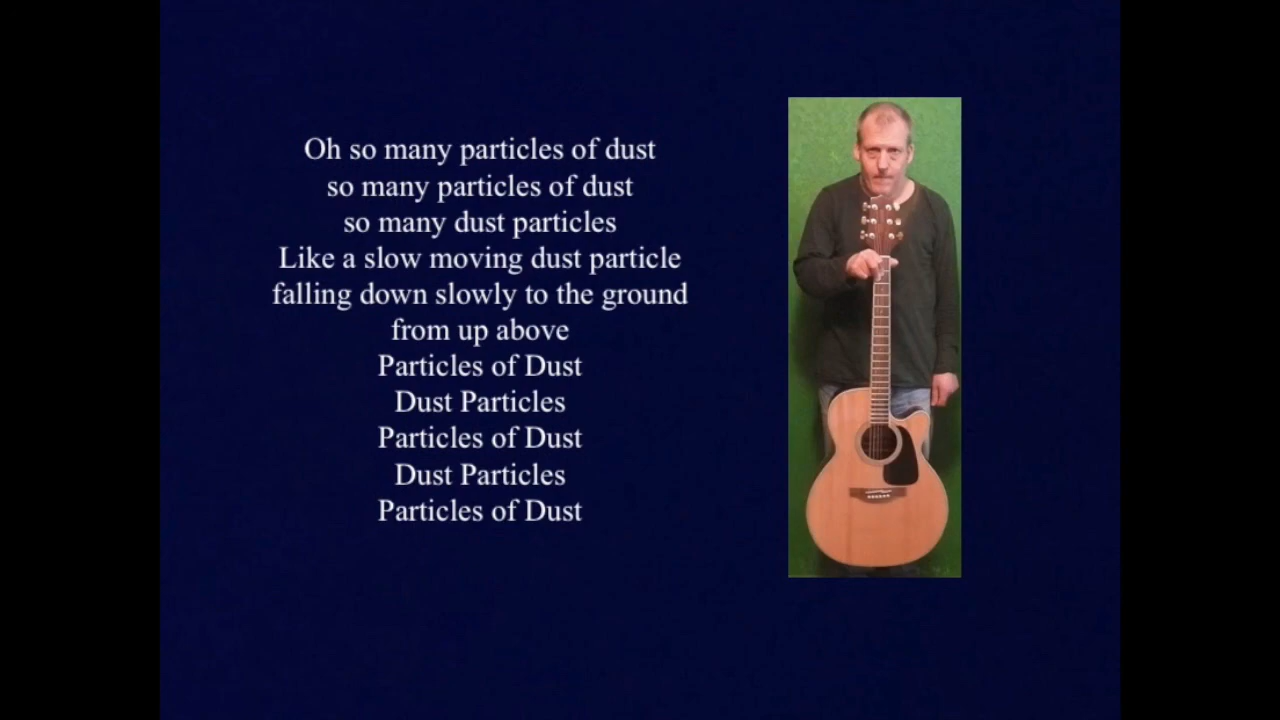 Oh so many particles of dust
so many particles of dust
so many dust particles
Like a slow moving dust particle
falling down slowly to the ground
from up above
Particles of Dust
Dust Particles
Particles of Dust
Dust Particles
Particles of Dust